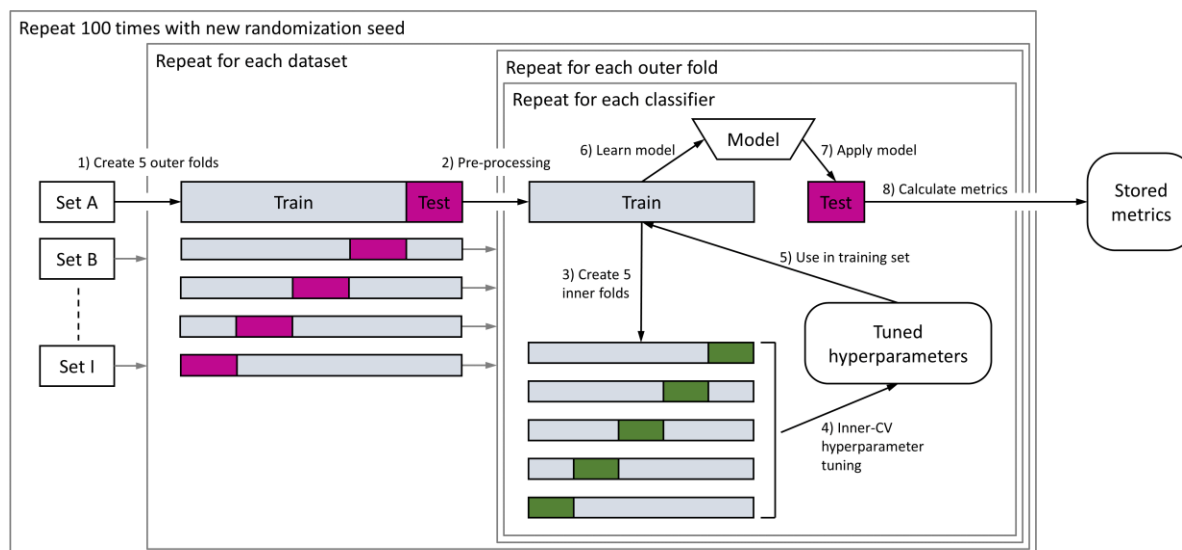 Repeat 100 times with new randomization seed
Repeat for each dataset
Repeat for each outer fold
Repeat for each classifier
1) Create 5 outer folds
2) Pre-processing
6) Learn model
Model
7) Apply model
8) Calculate metrics
Set A
Train
Test
Train
Test
Stored
metrics
Set B
3) Create 5
inner folds
5) Use in training set
Tuned
hyperparameters
Set I
4) Inner-CV
hyperparameter
tuning